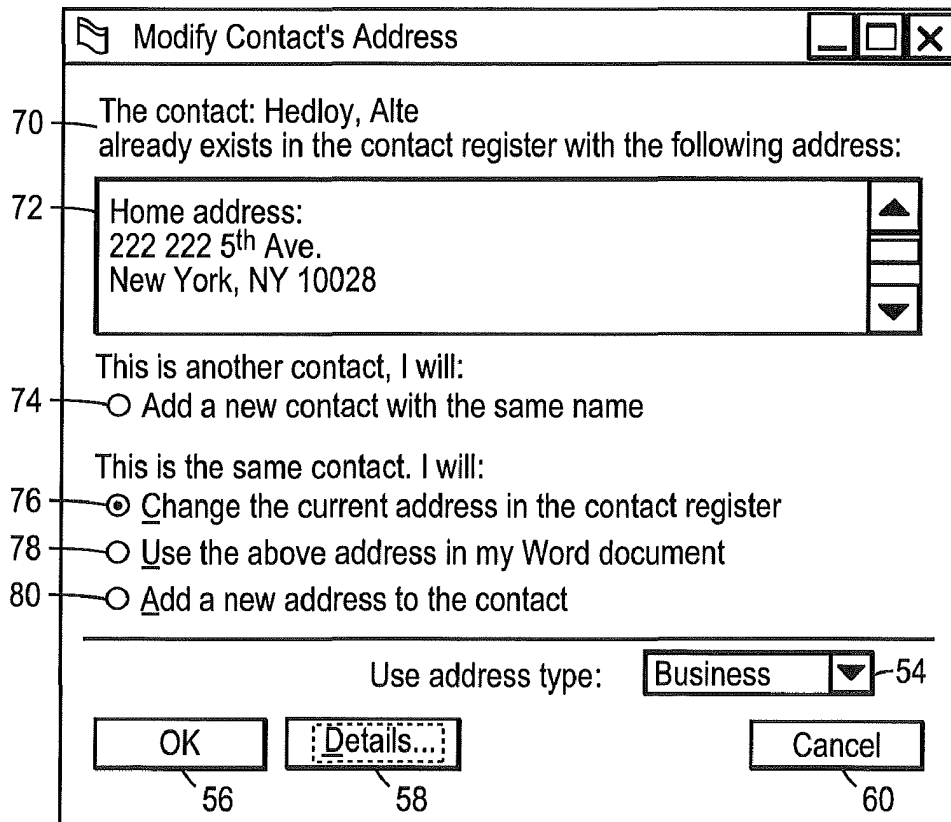 Modify Contact's Address
70
The contact: Hedloy, Alte
already exists in the contact register with the following address:
72
Home address:
222 222 5th Ave.
New York, NY 10028
This is another contact, I will:
74
Add a new contact with the same name
This is the same contact. I will:
76
Change the current address in the contact register
78
Use the above address in my Word document
80
Add a new address to the contact
Use address type: Business 54
OK Details... Cancel
56 58 60